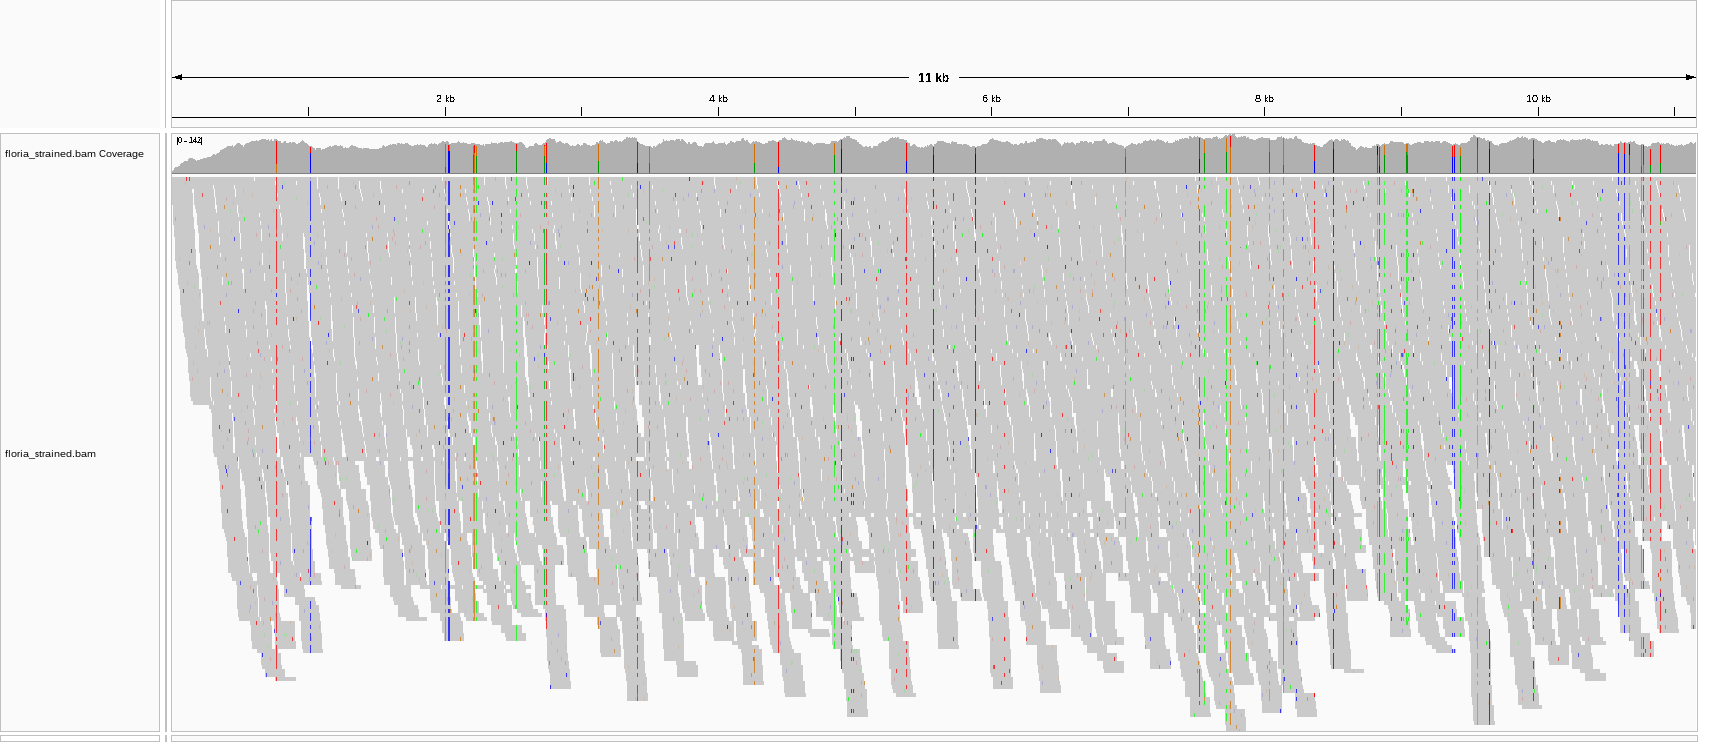 11 kb
2 kb 4 kb 6 kb 8 kb 10 kb
[0 - 142]
floria_strained.bam Coverage
floria_strained.bam